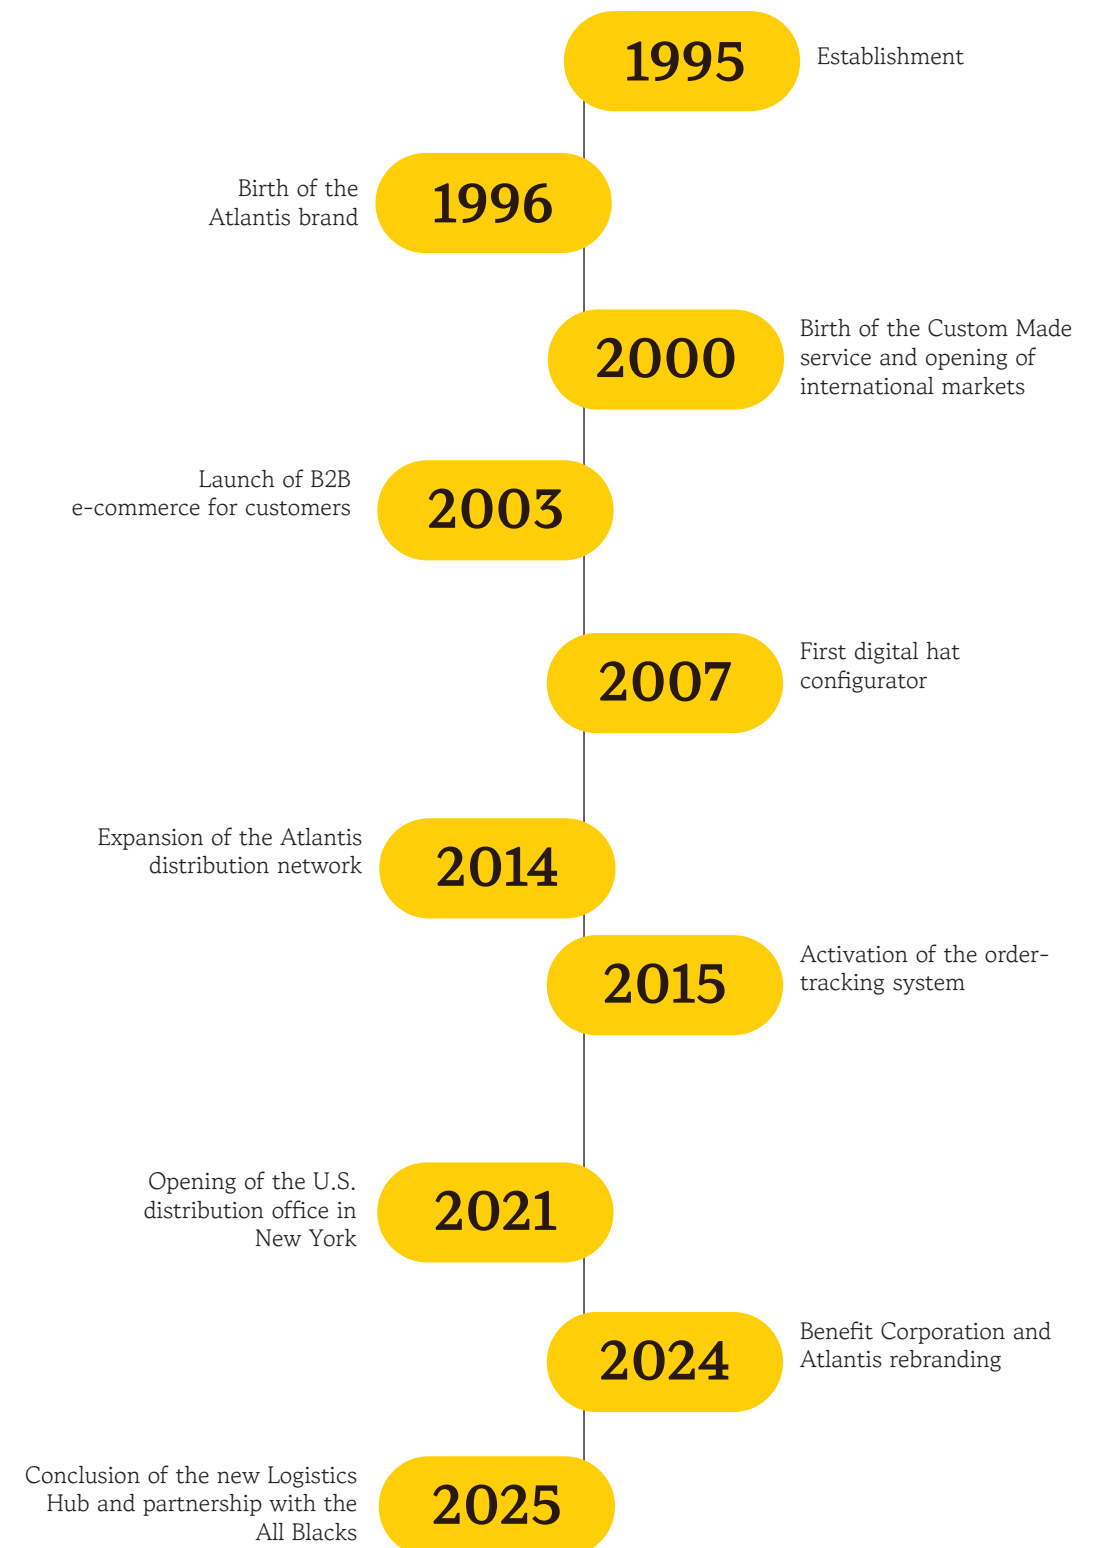 1995
Establishment
Birth of the
Atlantis brand
1996
2000
Birth of the Custom Made
service and opening of
international markets
Launch of B2B
e-commerce for customers
2003
2007
First digital hat
configurator
Expansion of the Atlantis
distribution network
2014
2015
Activation of the order-
tracking system
Opening of the U.S.
distribution office in
New York
2021
2024
Benefit Corporation and
Atlantis rebranding
Conclusion of the new Logistics
Hub and partnership with the
All Blacks
2025